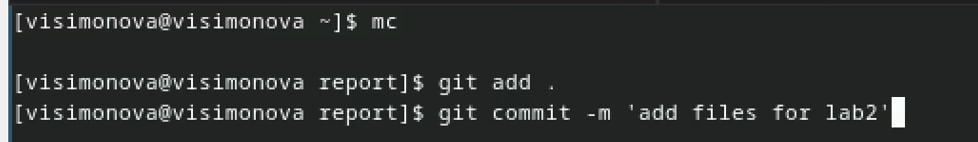 [visimonova@visimonova ~]$ mc
[visimonova@visimonova report]$ git add .
[visimonova@visimonova report]$ git commit -m 'add files for lab2'